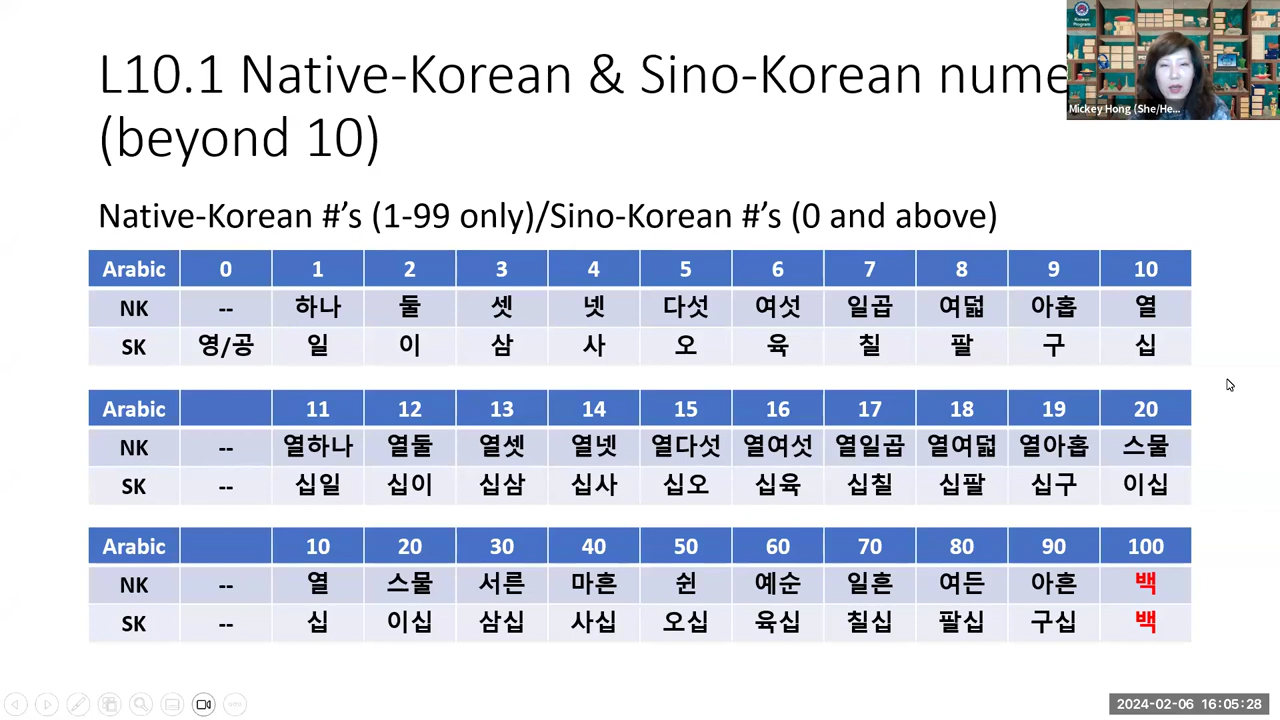 L10.1 Native-Korean & Sino-Korean nume
(beyond 10)
Korean
Program
Mickey Hong (She/He...
Native-Korean #’s (1-99 only)/Sino-Korean #’s (0 and above)
Arabic 0 1 2 3 4 5 6 7 8 9 10
NK -- 하나 둘 셋 넷 다섯 여섯 일곱 여덟 아홉 열
SK 영/공 일 이 삼 사 오 육 칠 팔 구 십
Arabic 11 12 13 14 15 16 17 18 19 20
NK -- 열하나 열둘 열셋 열넷 열다섯 열여섯 열일곱 열여덟 열아홉 스물
SK -- 십일 십이 십삼 십사 십오 십육 십칠 십팔 십구 이십
Arabic 10 20 30 40 50 60 70 80 90 100
NK -- 열 스물 서른 마흔 쉰 예순 일흔 여든 아흔 백
SK -- 십 이십 삼십 사십 오십 육십 칠십 팔십 구십 백
2024-02-06 16:05:28